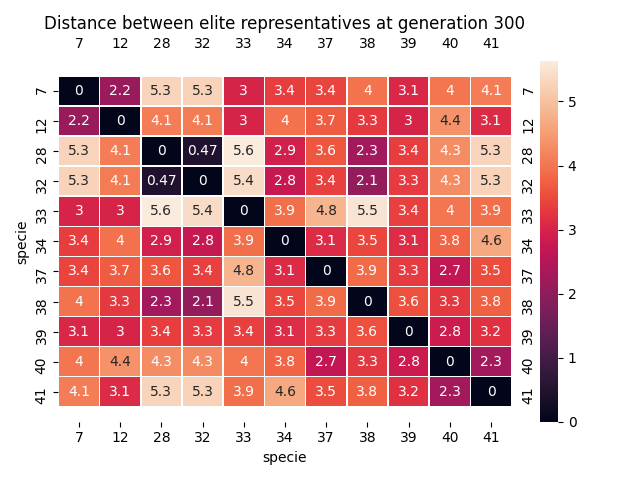 Distance between elite representatives at generation 300
7 12 28 32 33 34 37 38 39 40 41
7 0 2.2 5.3 5.3 3 3.4 3.4 4 3.1 4 4.1 7
12 2.2 0 4.1 4.1 3 4 3.7 3.3 3 4.4 3.1 12
28 5.3 4.1 0 0.47 5.6 2.9 3.6 2.3 3.4 4.3 5.3 28
32 5.3 4.1 0.47 0 5.4 2.8 3.4 2.1 3.3 4.3 5.3 32
33 3 3 5.6 5.4 0 3.9 4.8 5.5 3.4 4 3.9 33
34 3.4 4 2.9 2.8 3.9 0 3.1 3.5 3.1 3.8 4.6 34
37 3.4 3.7 3.6 3.4 4.8 3.1 0 3.9 3.3 2.7 3.5 37
38 4 3.3 2.3 2.1 5.5 3.5 3.9 0 3.6 3.3 3.8 38
39 3.1 3 3.4 3.3 3.4 3.1 3.3 3.6 0 2.8 3.2 39
40 4 4.4 4.3 4.3 4 3.8 2.7 3.3 2.8 0 2.3 40
41 4.1 3.1 5.3 5.3 3.9 4.6 3.5 3.8 3.2 2.3 0 41
7 12 28 32 33 34 37 38 39 40 41
specie
specie
5
4
3
2
1
0